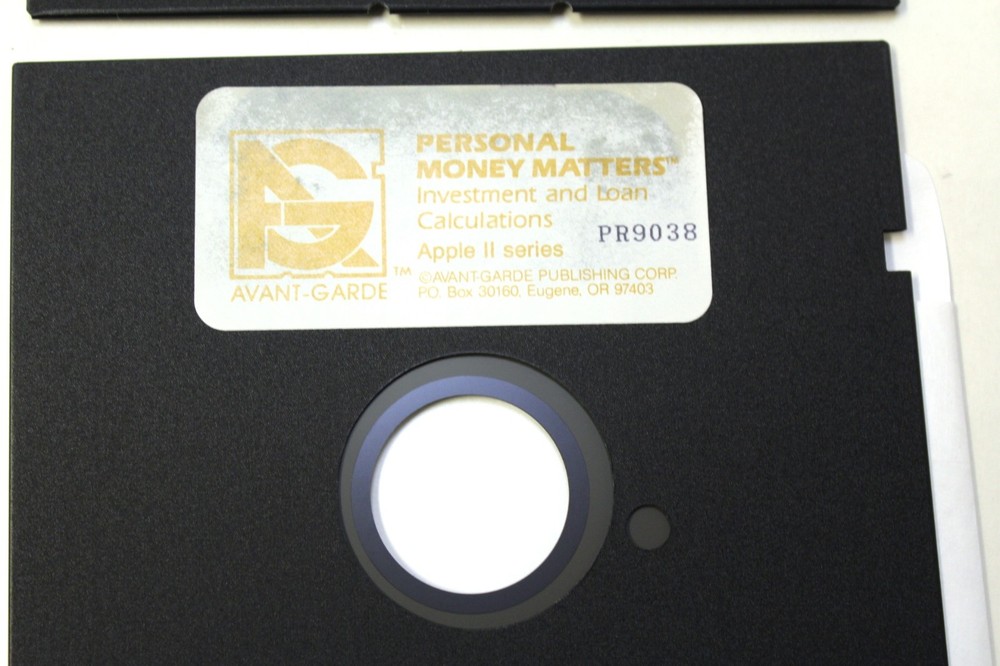 PERSONAL
MONEY MATTERS™
Investment and Loan
Calculations
PR9038
Apple II series
©AVANT-GARDE PUBLISHING CORP.
P.O. Box 30160, Eugene, OR 97403
AG
™
AVANT-GARDE